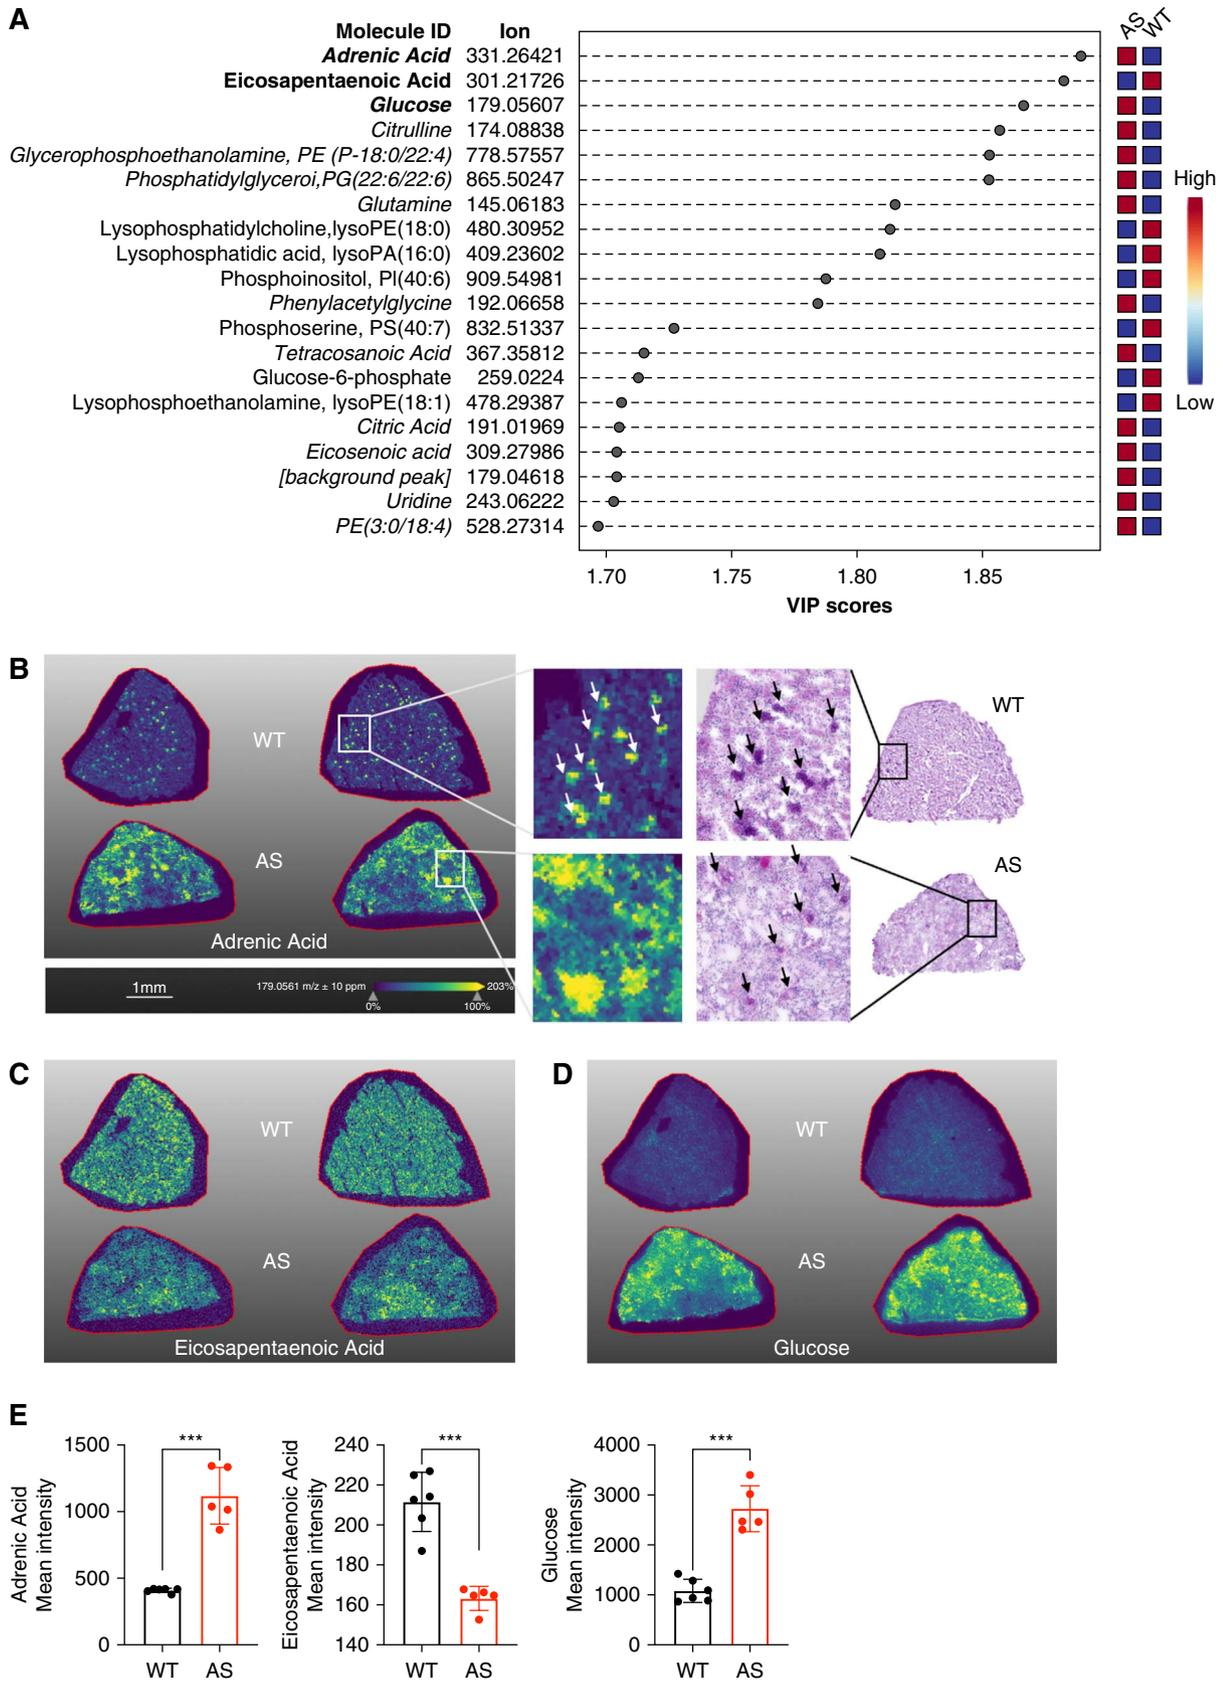 A
Molecule ID Ion
AS WT
Adrenic Acid 331.26421
Eicosapentaenoic Acid 301.21726
Glucose 179.05607
Citrulline 174.08838
Glycerophosphoethanolamine, PE (P-18:0/22:4) 778.57557
Phosphatidylglyceroi,PG(22:6/22:6) 865.50247
High
Glutamine 145.06183
Lysophosphatidylcholine,lysoPE(18:0) 480.30952
Lysophosphatidic acid, lysoPA(16:0) 409.23602
Phosphoinositol, PI(40:6) 909.54981
Phenylacetylglycine 192.06658
Phosphoserine, PS(40:7) 832.51337
Tetracosanoic Acid 367.35812
Glucose-6-phosphate 259.0224
Lysophosphoethanolamine, lysoPE(18:1) 478.29387
Low
Citric Acid 191.01969
Eicosenoic acid 309.27986
[background peak] 179.04618
Uridine 243.06222
PE(3:0/18:4) 528.27314
1.70 1.75 1.80 1.85
VIP scores
B
WT
WT
AS
AS
Adrenic Acid
1mm
179.0561 m/z ± 10 ppm
203%
0% 100%
C
WT
AS
Eicosapentaenoic Acid
D
WT
AS
Glucose
E
Adrenic Acid
Mean intensity
1500
1000
500
0
***
WT AS
Eicosapentaenoic Acid
Mean intensity
240
220
200
180
160
140
***
WT AS
Glucose
Mean intensity
4000
3000
2000
1000
0
***
WT AS